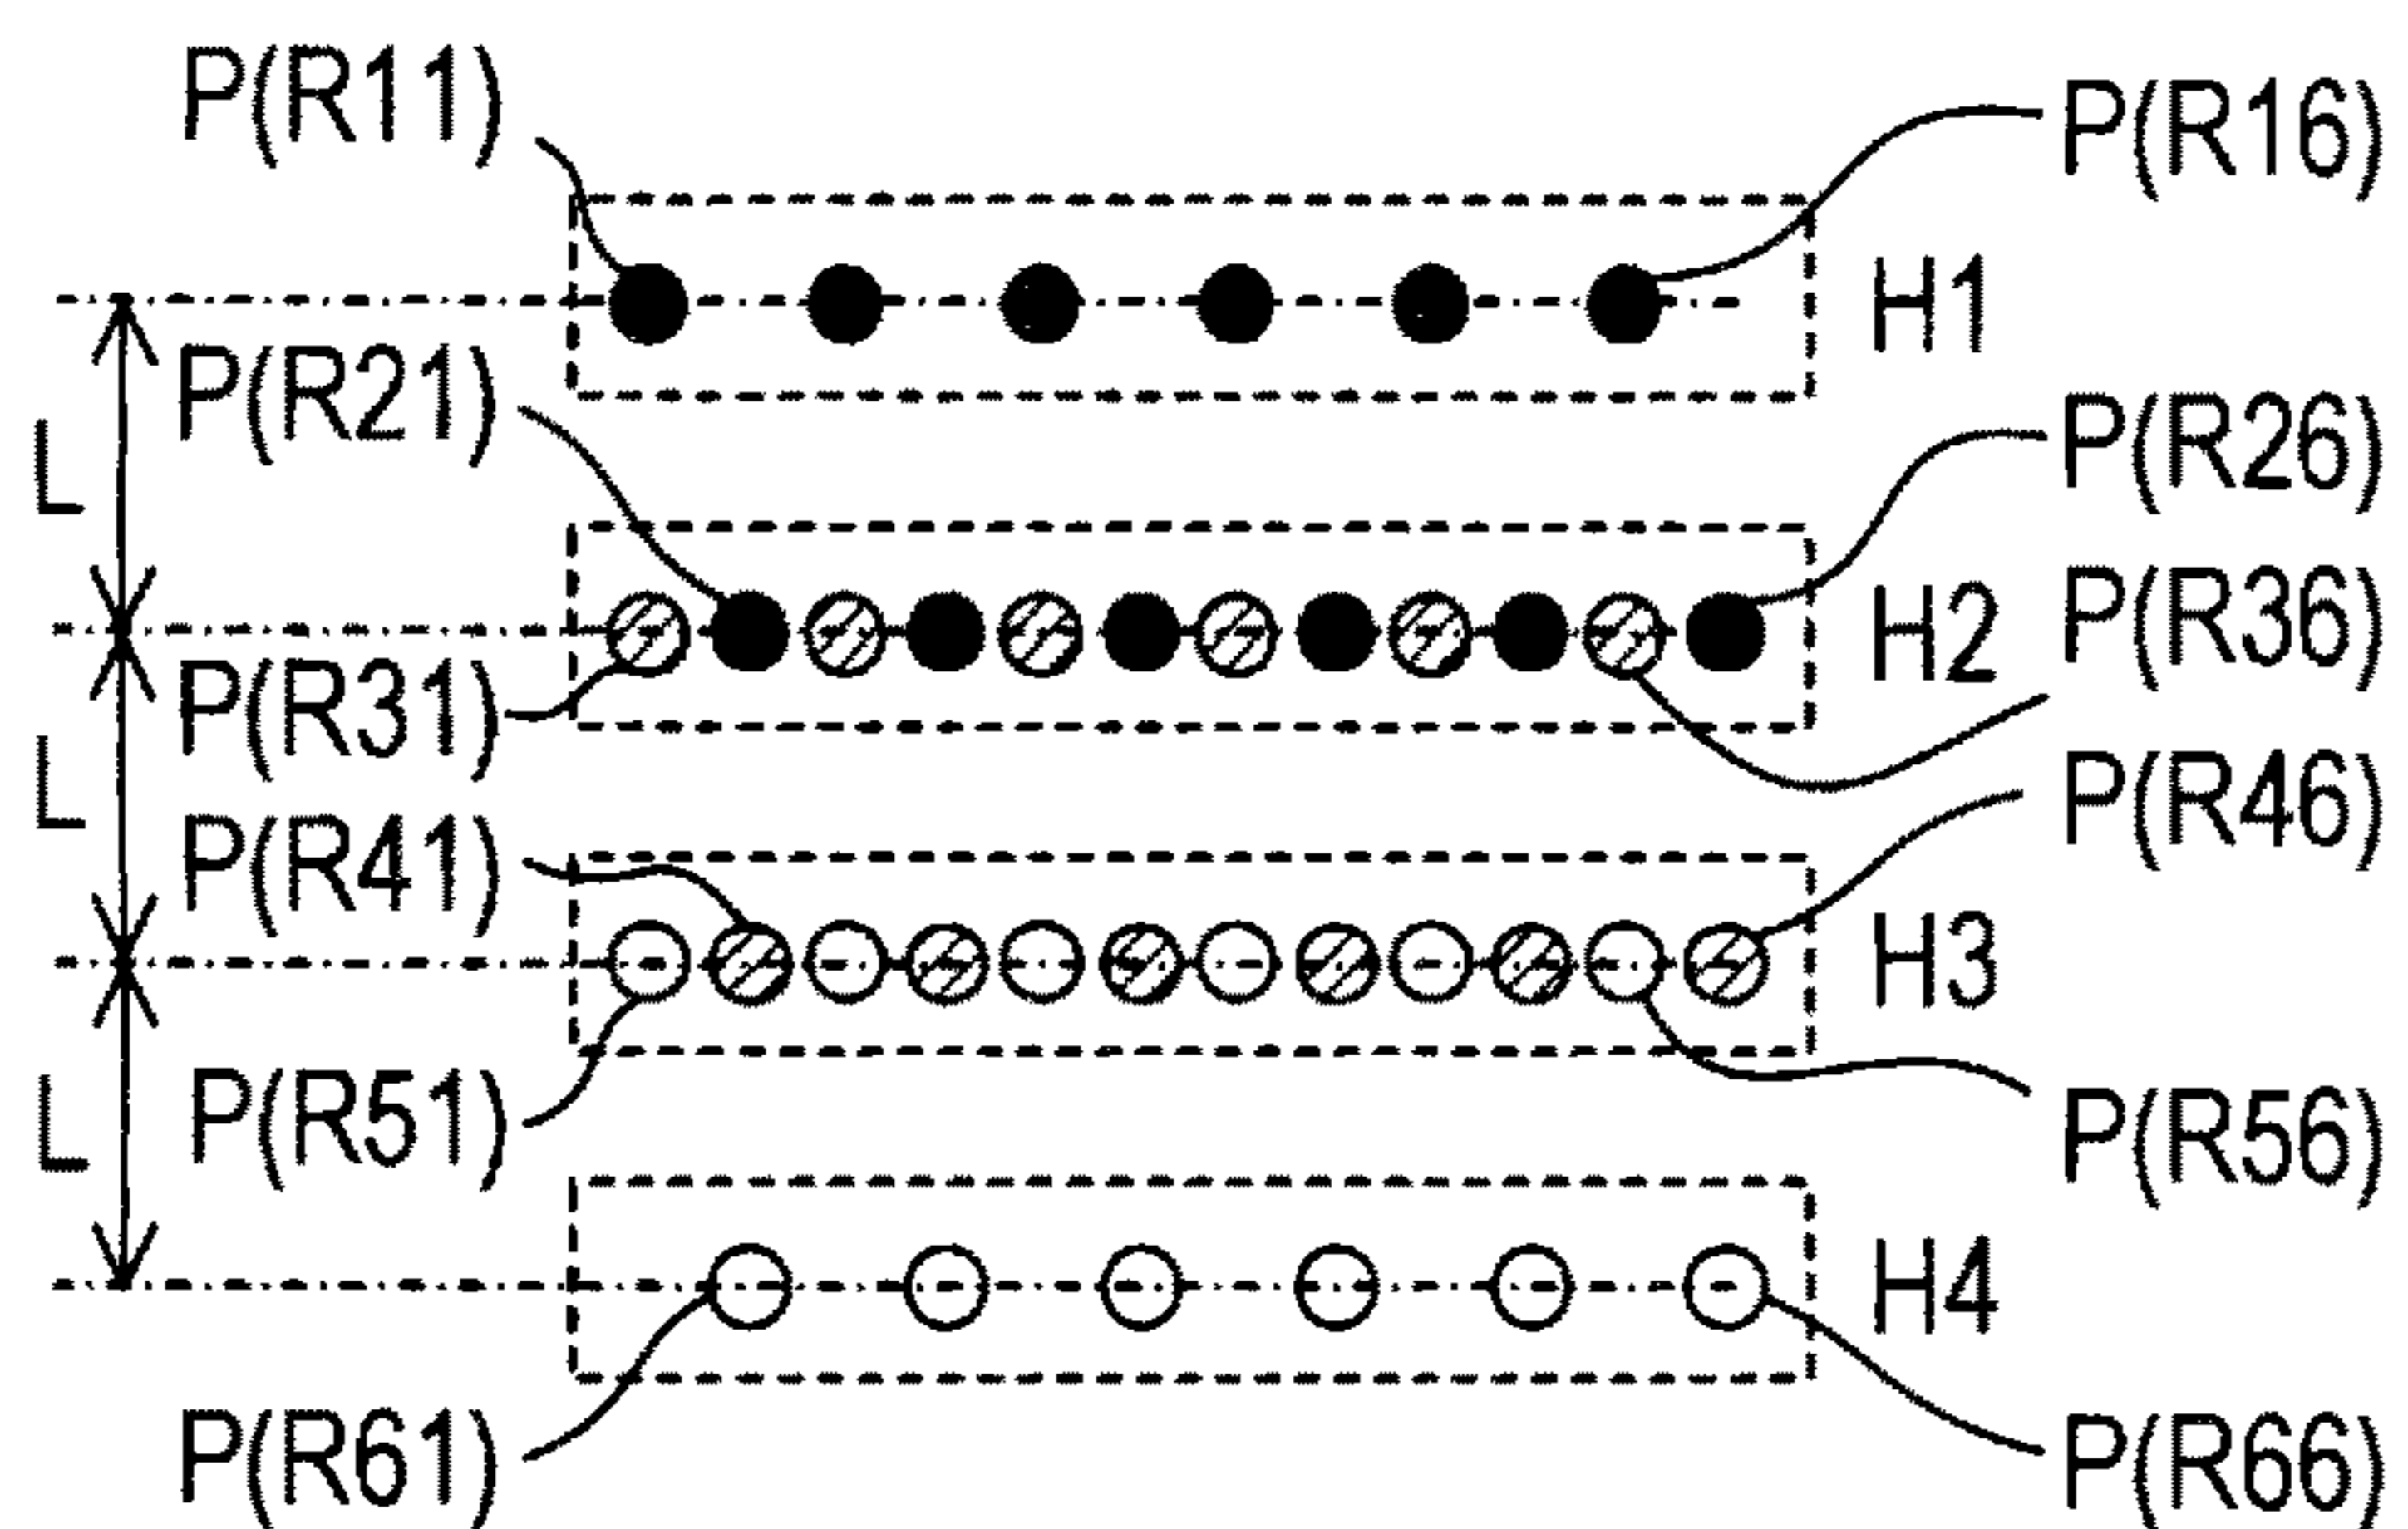 P(R11)
P(R16)
H1
P(R21)
P(R26)
L
H2
P(R36)
P(R31)
L
P(R46)
P(R41)
H3
P(R51)
L
P(R56)
H4
P(R61)
P(R66)